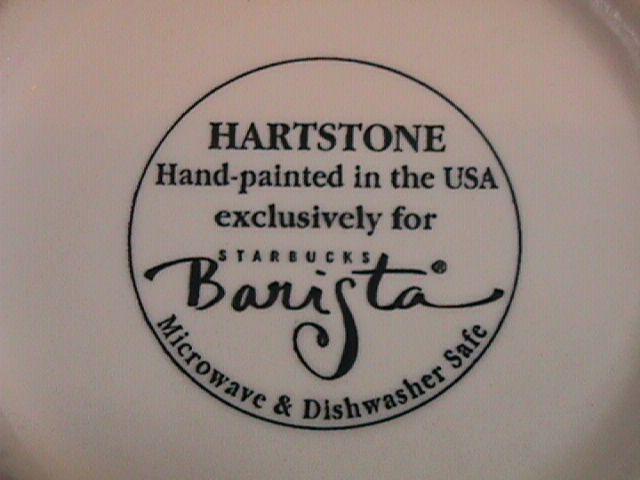 HARTSTONE
Hand-painted in the USA
exclusively for
STARBUCKS
Barista®
Microwave & Dishwasher Safe